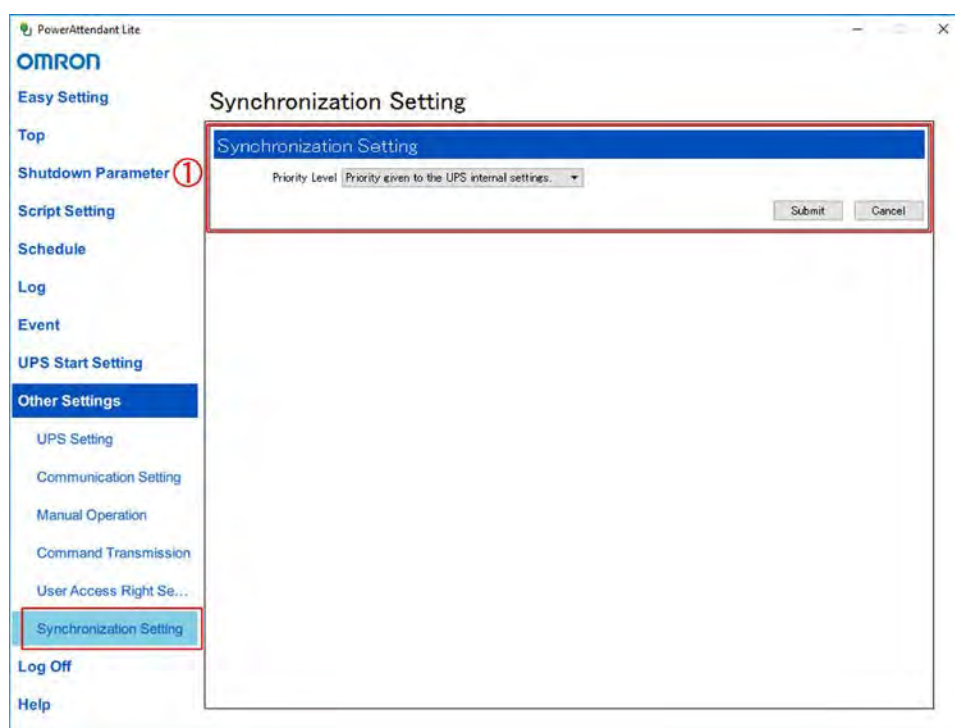 PowerAttendant Lite
OMRON
Easy Setting
Top
Shutdown Parameter
Script Setting
Schedule
Log
Event
UPS Start Setting
Other Settings
UPS Setting
Communication Setting
Manual Operation
Command Transmission
User Access Right Se...
Synchronization Setting
Log Off
Help
Synchronization Setting
①
Synchronization Setting
Priority Level Priority given to the UPS internal settings.
Submit Cancel